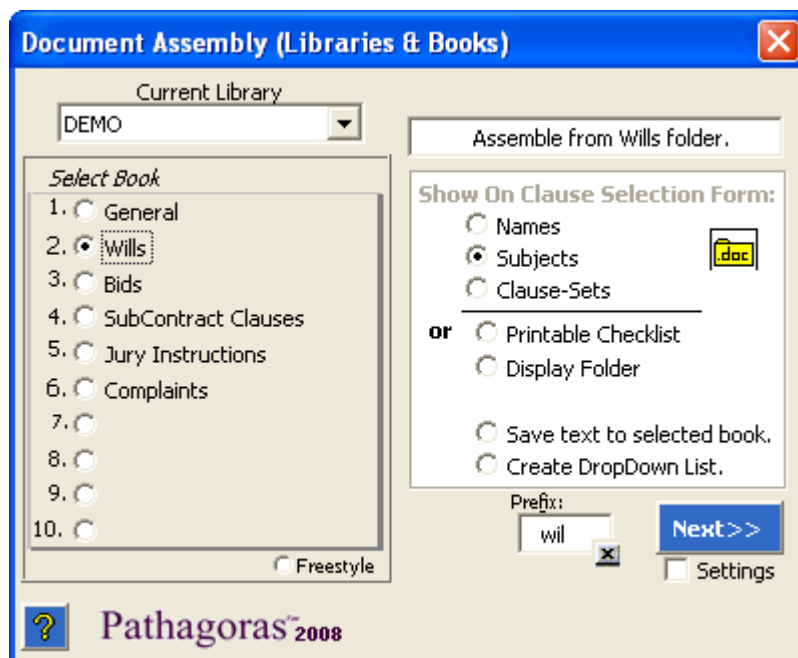 Document Assembly (Libraries & Books)
Current Library
DEMO
Select Book
1. General
2. Wills
3. Bids
4. SubContract Clauses
5. Jury Instructions
6. Complaints
7.
8.
9.
10.
Freestyle
Assemble from Wills folder.
Show On Clause Selection Form:
Names
Subjects
Clause-Sets
.doc
or Printable Checklist
Display Folder
Save text to selected book.
Create DropDown List.
Prefix:
wil
x
Next>>
Settings
?
Pathagoras™ 2008